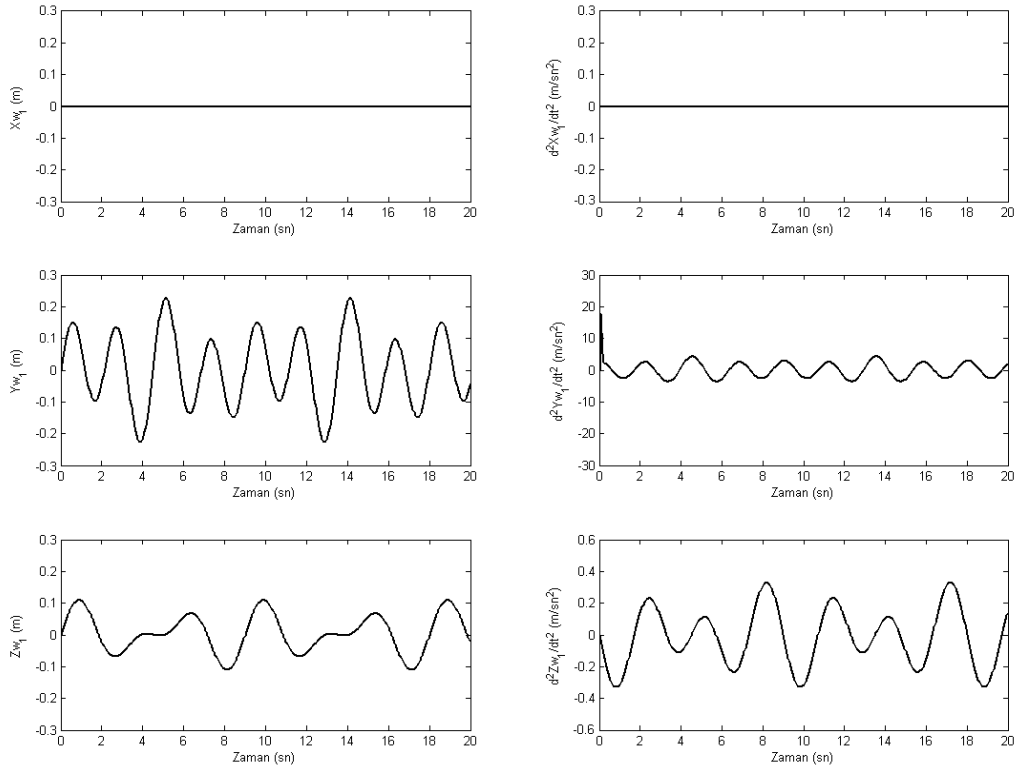 0.3
0.2
0.1
0
-0.1
-0.2
-0.3
Xw1 (m)
0 2 4 6 8 10 12 14 16 18 20
Zaman (sn)
0.3
0.2
0.1
0
-0.1
-0.2
-0.3
d²Xw1/dt² (m/sn²)
0 2 4 6 8 10 12 14 16 18 20
Zaman (sn)
0.3
0.2
0.1
0
-0.1
-0.2
-0.3
Yw1 (m)
0 2 4 6 8 10 12 14 16 18 20
Zaman (sn)
30
20
10
0
-10
-20
-30
d²Yw1/dt² (m/sn²)
0 2 4 6 8 10 12 14 16 18 20
Zaman (sn)
0.3
0.2
0.1
0
-0.1
-0.2
-0.3
Zw1 (m)
0 2 4 6 8 10 12 14 16 18 20
Zaman (sn)
0.6
0.4
0.2
0
-0.2
-0.4
-0.6
d²Zw1/dt² (m/sn²)
0 2 4 6 8 10 12 14 16 18 20
Zaman (sn)